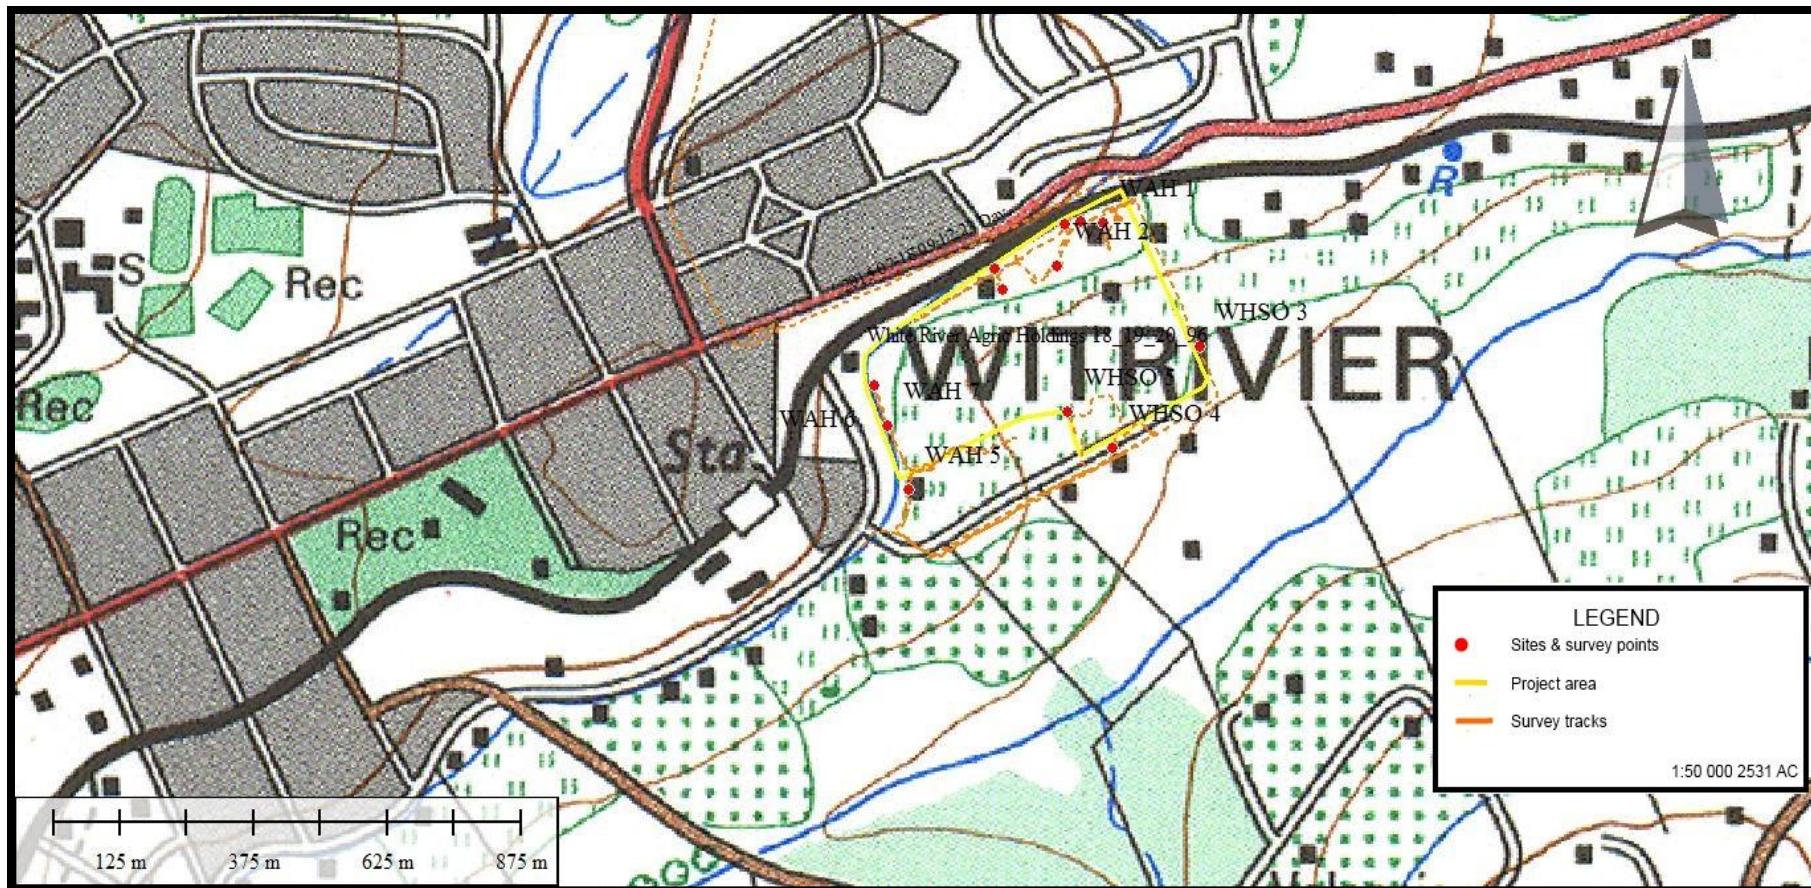 WAH 1
WAH 2
R
S
Rec
WHSO 3
White River Agric Holdings 18_19_20_96
WITRIVIER
WHSO 5
WAH 7
Rec
WAH 6
WHSO 4
Sta
WAH 5
Rec
LEGEND
Sites & survey points
Project area
Survey tracks
1:50 000 2531 AC
125 m 375 m 625 m 875 m